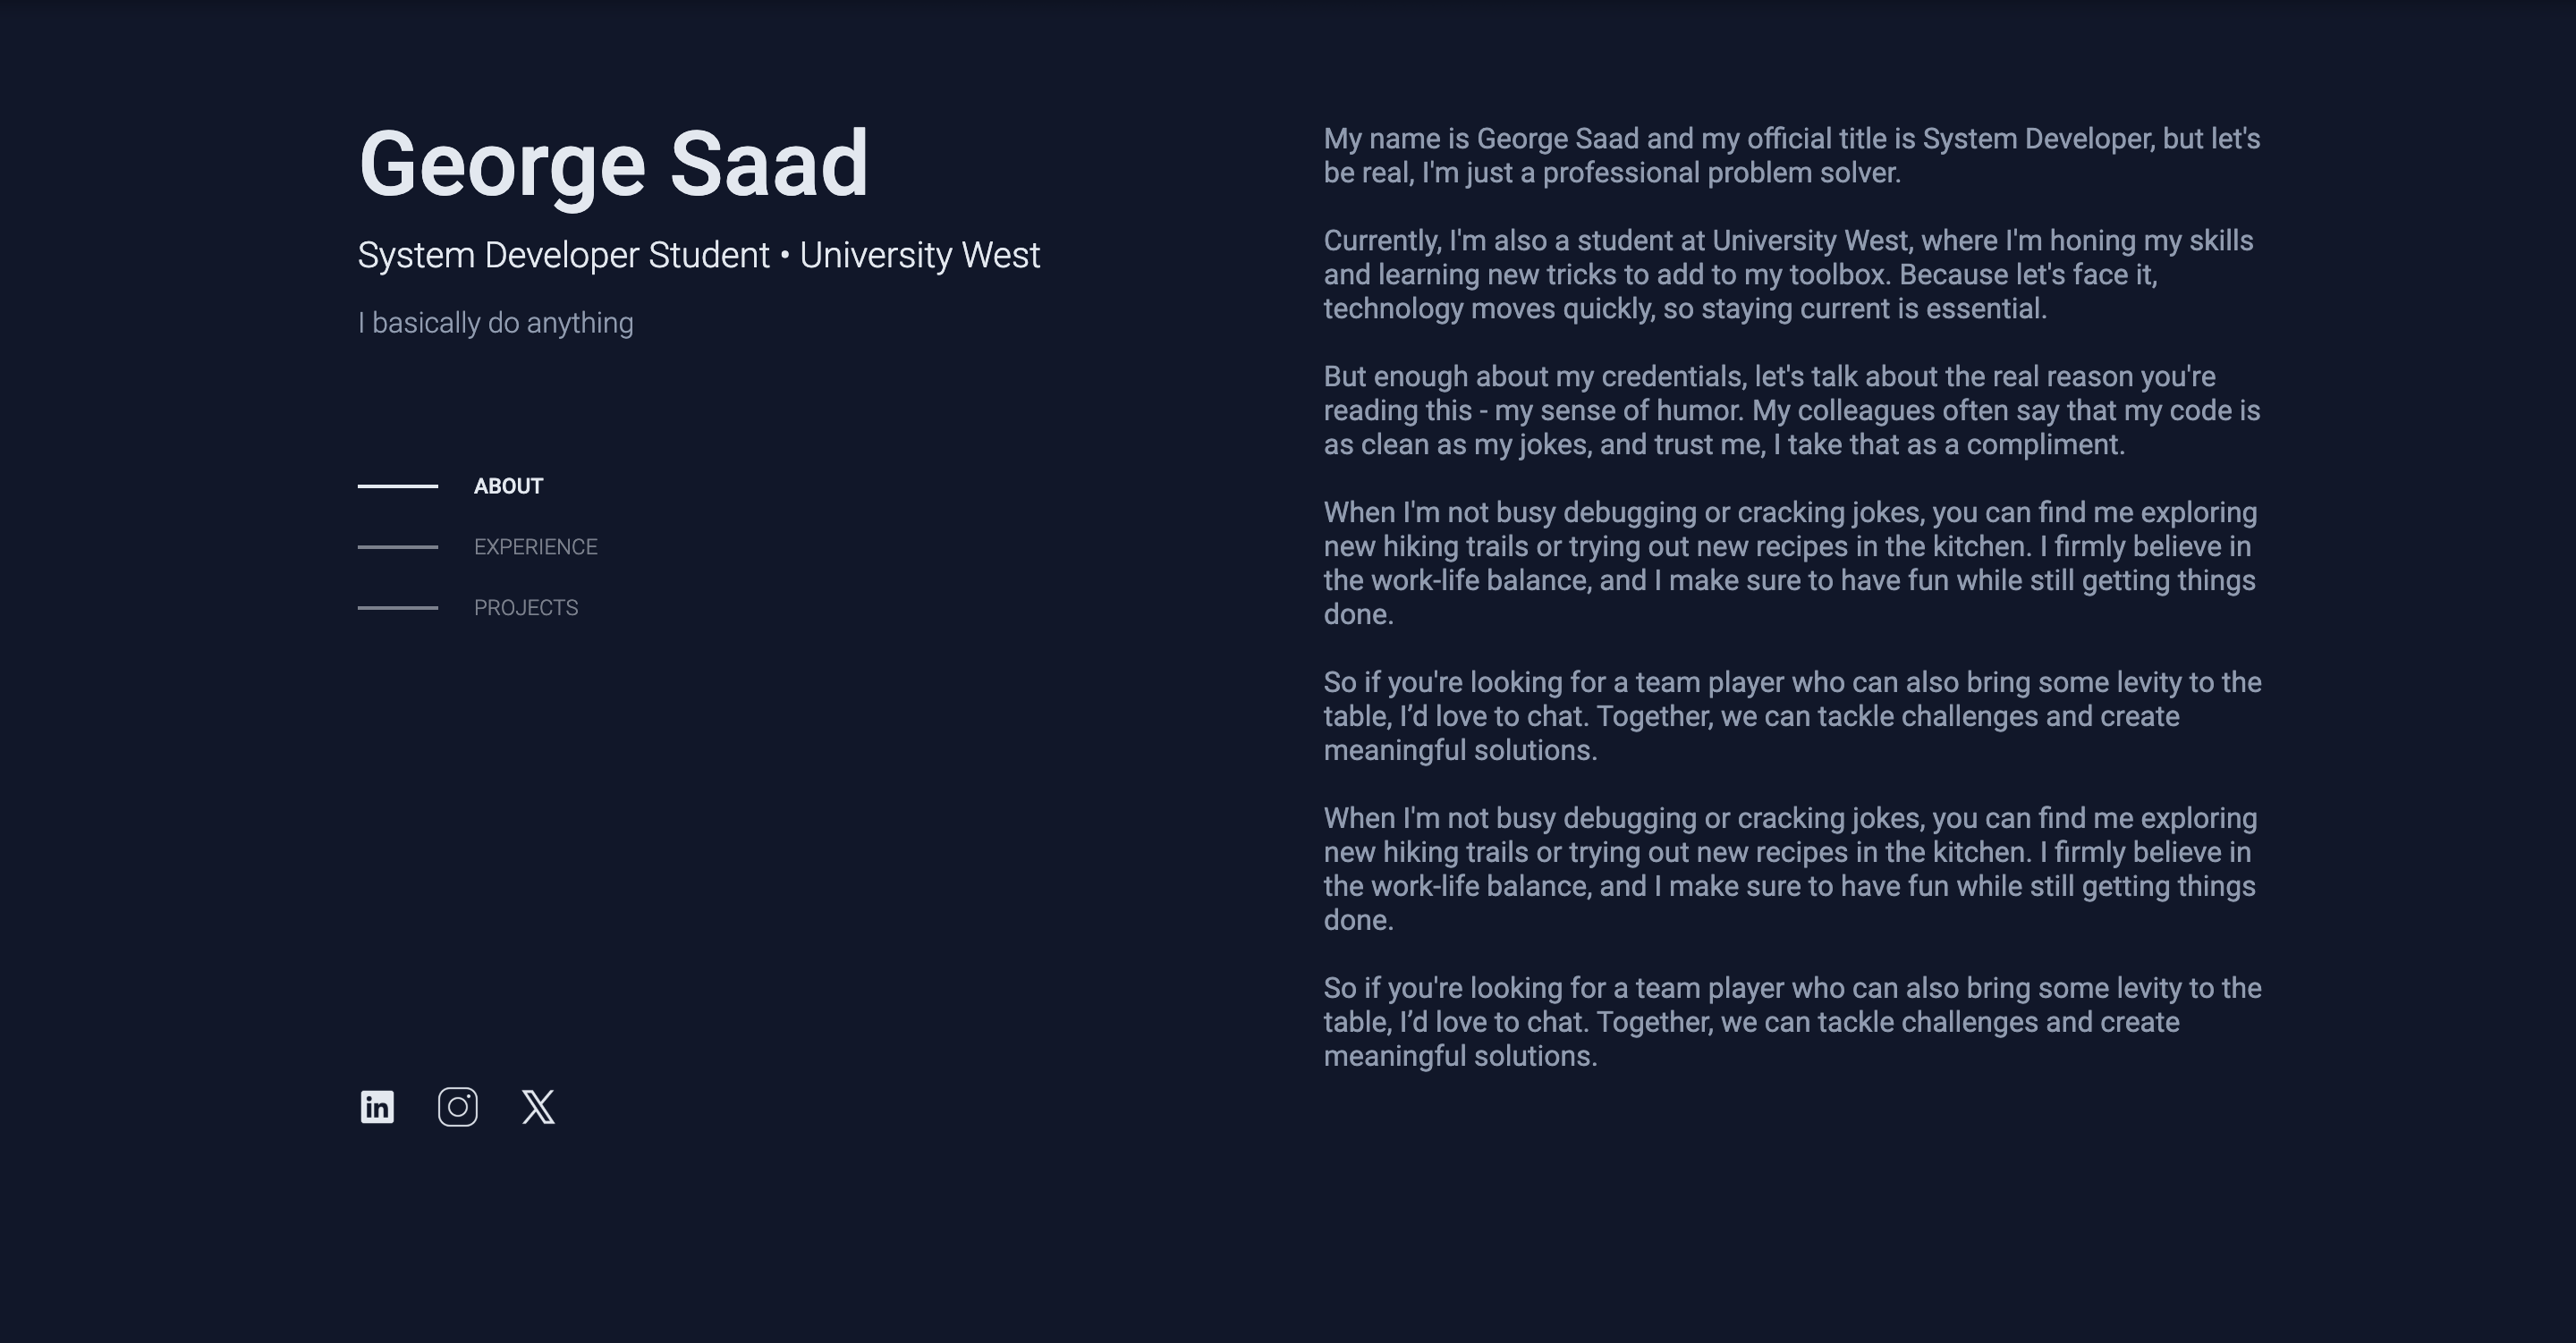 George Saad
System Developer Student • University West
I basically do anything
ABOUT
EXPERIENCE
PROJECTS
in
X
My name is George Saad and my official title is System Developer, but let's
be real, I'm just a professional problem solver.
Currently, I'm also a student at University West, where I'm honing my skills
and learning new tricks to add to my toolbox. Because let's face it,
technology moves quickly, so staying current is essential.
But enough about my credentials, let's talk about the real reason you're
reading this - my sense of humor. My colleagues often say that my code is
as clean as my jokes, and trust me, I take that as a compliment.
When I'm not busy debugging or cracking jokes, you can find me exploring
new hiking trails or trying out new recipes in the kitchen. I firmly believe in
the work-life balance, and I make sure to have fun while still getting things
done.
So if you're looking for a team player who can also bring some levity to the
table, I’d love to chat. Together, we can tackle challenges and create
meaningful solutions.
When I'm not busy debugging or cracking jokes, you can find me exploring
new hiking trails or trying out new recipes in the kitchen. I firmly believe in
the work-life balance, and I make sure to have fun while still getting things
done.
So if you're looking for a team player who can also bring some levity to the
table, I’d love to chat. Together, we can tackle challenges and create
meaningful solutions.